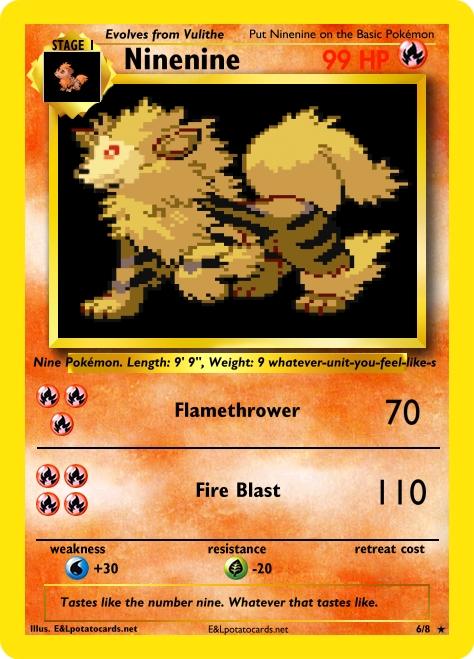 STAGE 1
Evolves from Vulithe
Put Ninenine on the Basic Pokémon
Ninenine
99 HP
Nine Pokémon. Length: 9' 9", Weight: 9 whatever-unit-you-feel-like-s
Flamethrower
70
Fire Blast
110
weakness
resistance
retreat cost
+30
-20
Tastes like the number nine. Whatever that tastes like.
Illus. E&Lpotatocards.net
E&Lpotatocards.net
6/8 ★